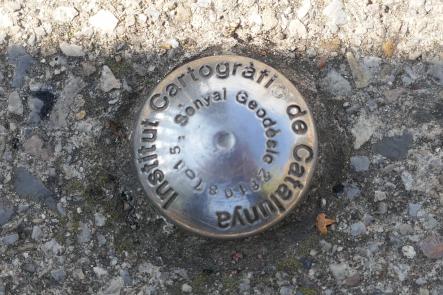 Institut Cartogràfic de Catalunya
Senyal Geodèsic